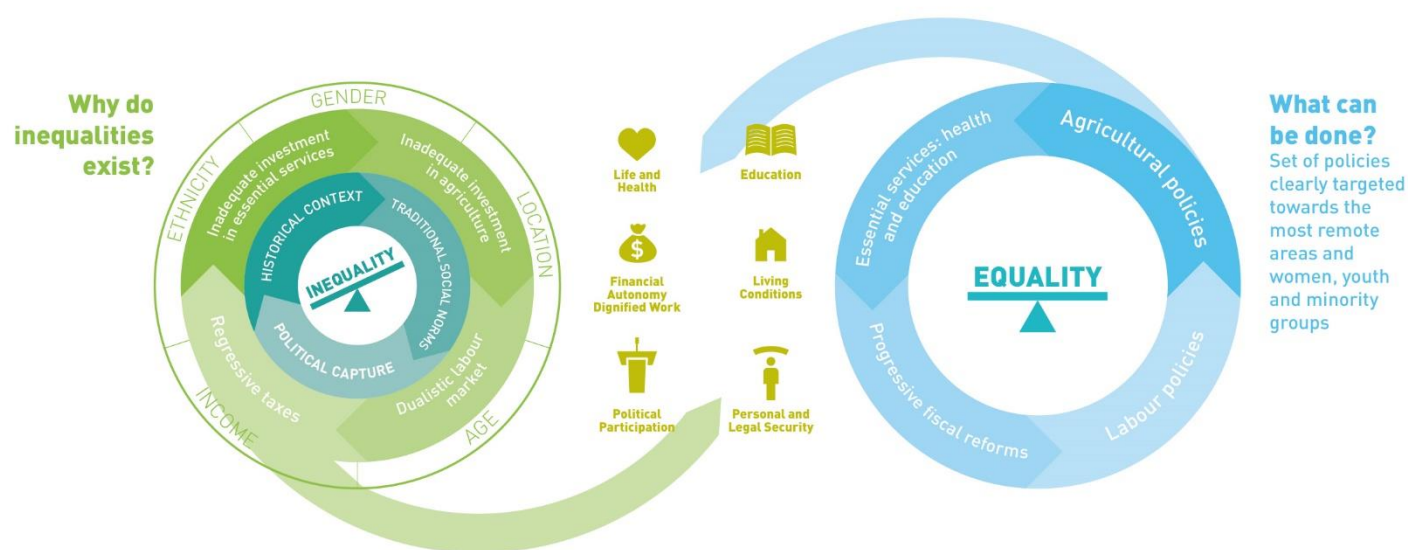 Why do
inequalities
exist?
GENDER
LOCATION
AGE
INCOME
ETHNICITY
Inadequate investment
in essential services
Inadequate investment
in agriculture
Dualistic labour
market
Regressive taxes
HISTORICAL CONTEXT
TRADITIONAL SOCIAL NORMS
POLITICAL CAPTURE
INEQUALITY
Life and
Health
Education
$
Financial
Autonomy
Dignified Work
Living
Conditions
Political
Participation
Personal and
Legal Security
Essential services: health
and education
Agricultural policies
Labour policies
Progressive fiscal reforms
EQUALITY
What can
be done?
Set of policies
clearly targeted
towards the
most remote
areas and
women, youth
and minority
groups